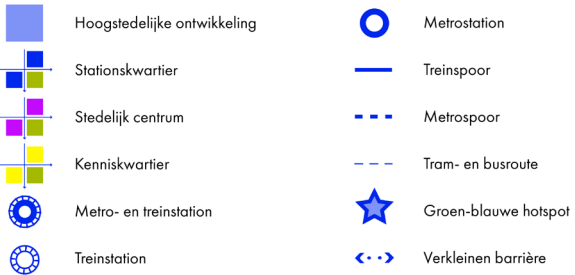 Hoogstedelijke ontwikkeling
Stationskwartier
Stedelijk centrum
Kenniskwartier
Metro- en treinstation
Treinstation
Metrostation
Treinspoor
Metrospoor
Tram- en busroute
Groen-blauwe hotspot
Verkleinen barrière